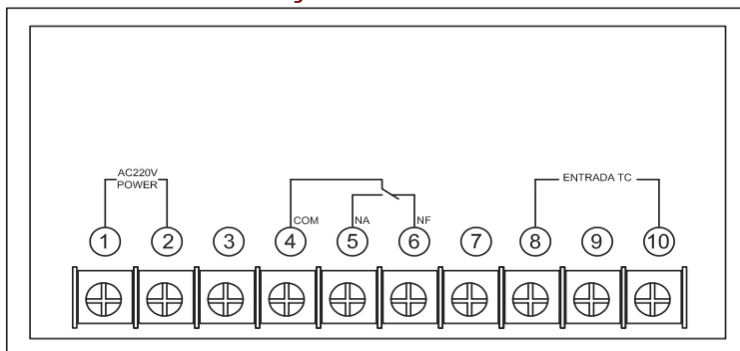 AC220V
POWER
ENTRADA TC
COM NA NF
1 2 3 4 5 6 7 8 9 10